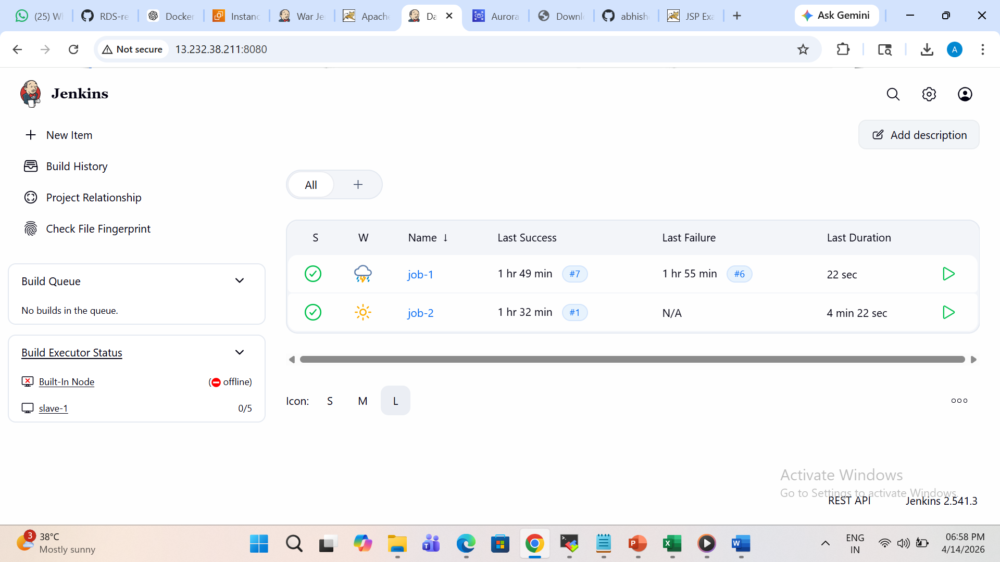 (25) W
RDS-re
Docker
Instanc
War Je
Apache
Da
Aurora
Downl
abhish
JSP Exa
Ask Gemini
Not secure
13.232.38.211:8080
A
Jenkins
New Item
Build History
Project Relationship
Check File Fingerprint
Add description
All
S W Name ↓ Last Success Last Failure Last Duration
job-1 1 hr 49 min #7 1 hr 55 min #6 22 sec
job-2 1 hr 32 min #1 N/A 4 min 22 sec
Build Queue
No builds in the queue.
Build Executor Status
Built-In Node (offline)
slave-1 0/5
Icon: S M L
Activate Windows
Go to Settings to activate Windows.
REST API Jenkins 2.541.3
3
38°C
Mostly sunny
ENG
IN
06:58 PM
4/14/2026